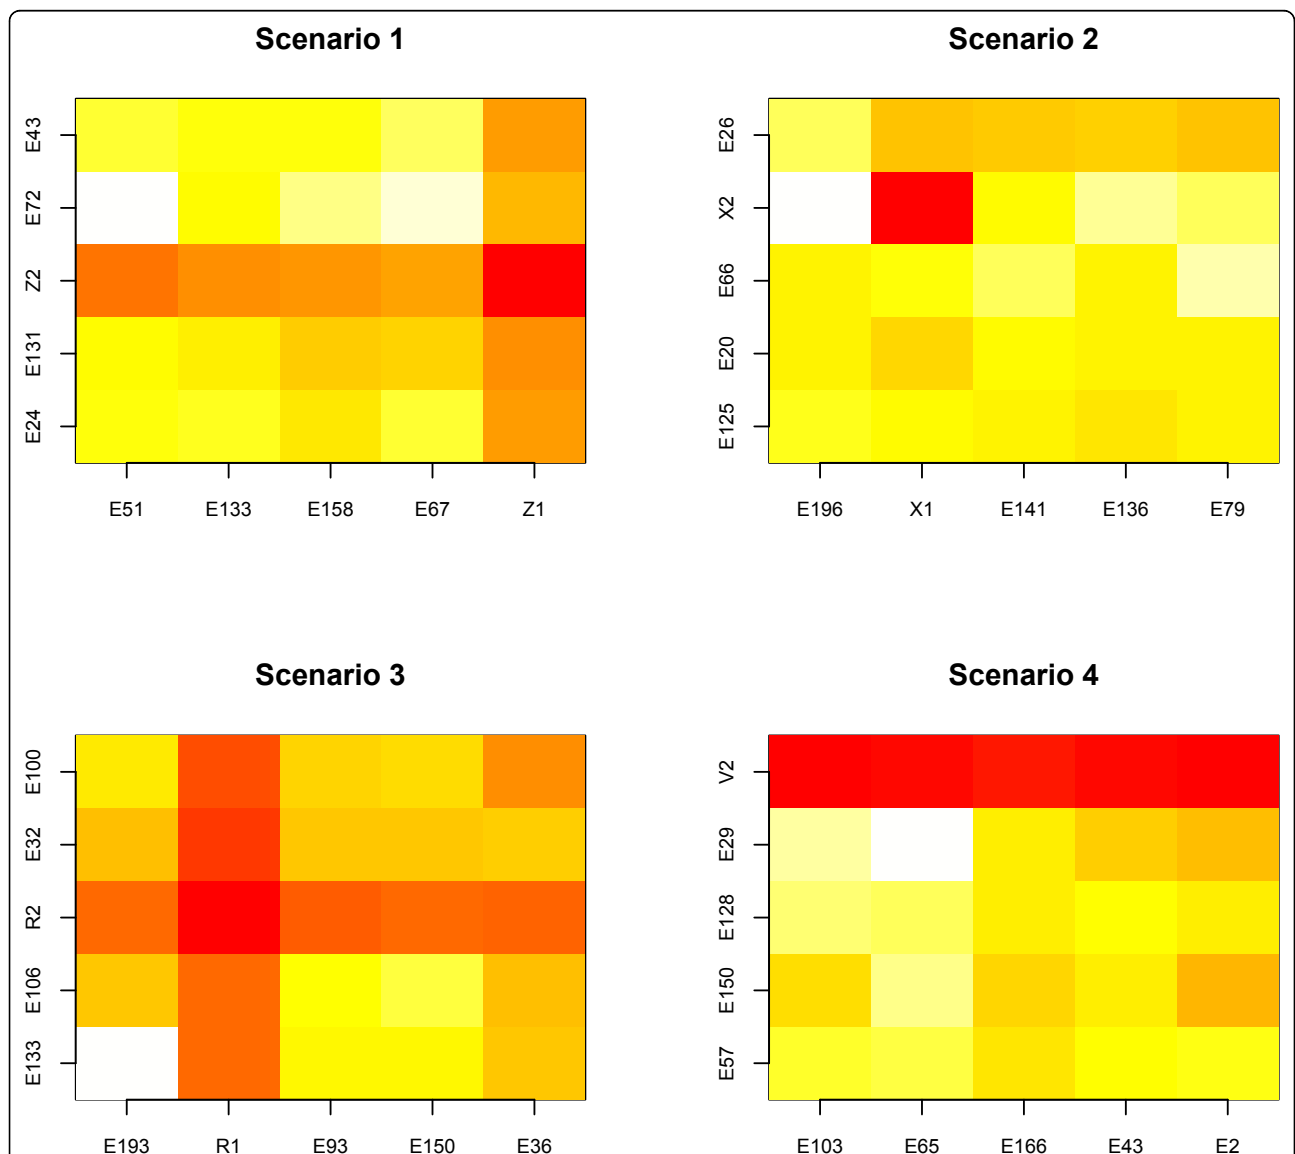 Scenario 1
E43
E72
Z2
E131
E24
E51 E133 E158 E67 Z1
Scenario 2
E26
X2
E66
E20
E125
E196 X1 E141 E136 E79
Scenario 3
E100
E32
R2
E106
E133
E193 R1 E93 E150 E36
Scenario 4
V2
E29
E128
E150
E57
E103 E65 E166 E43 E2